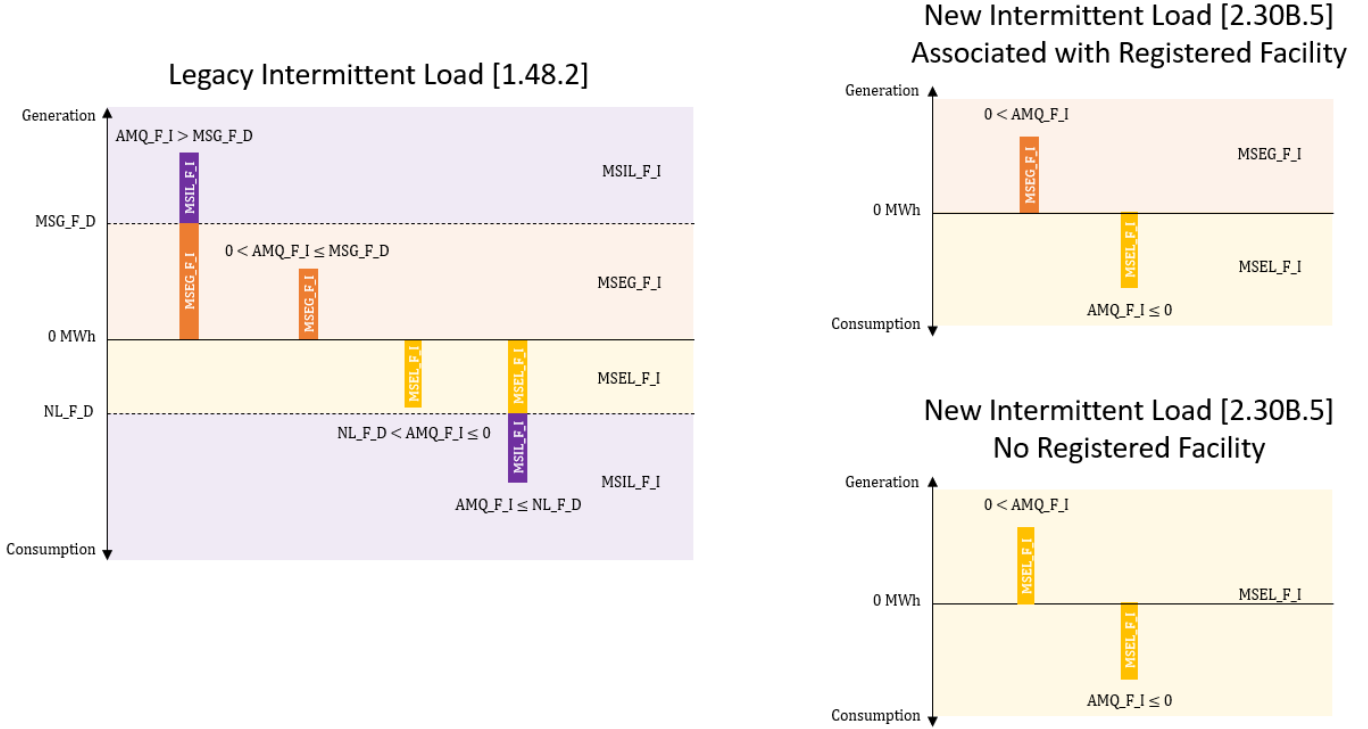 Legacy Intermittent Load [1.48.2]
Generation
AMQ_F_I > MSG_F_D
MSIL_F_I
MSIL_F_I
MSG_F_D
0 < AMQ_F_I ≤ MSG_F_D
MSEG_F_I
MSEG_F_I
MSEG_F_I
0 MWh
MSEL_F_I
MSEL_F_I
MSEL_F_I
NL_F_D
NL_F_D < AMQ_F_I ≤ 0
MSIL_F_I
MSIL_F_I
AMQ_F_I ≤ NL_F_D
Consumption
New Intermittent Load [2.30B.5]
Associated with Registered Facility
Generation
0 < AMQ_F_I
MSEG_F_I
MSEG_F_I
0 MWh
MSEL_F_I
MSEL_F_I
AMQ_F_I ≤ 0
Consumption
New Intermittent Load [2.30B.5]
No Registered Facility
Generation
0 < AMQ_F_I
MSEL_F_I
MSEL_F_I
0 MWh
MSEL_F_I
AMQ_F_I ≤ 0
Consumption